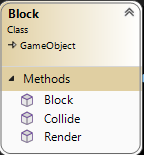 Block
Class
GameObject
Methods
Block
Collide
Render